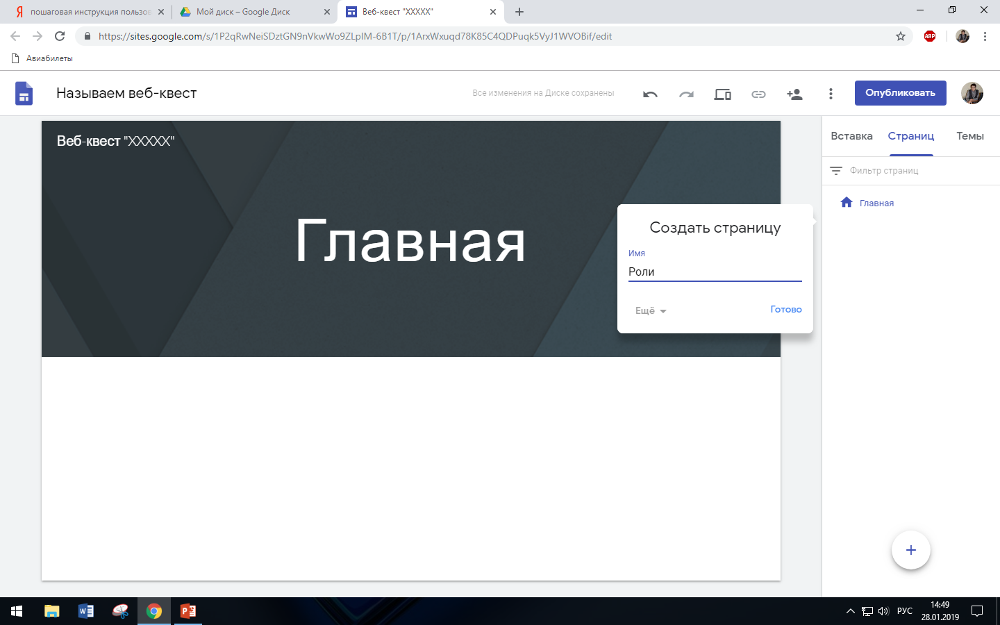 Я пошаговая инструкция пользов
Мой диск – Google Диск
Веб-квест "XXXXX"
https://sites.google.com/s/1P2qRwNeiSDztGN9nVkwWo9ZLpIM-6B1T/p/1ArxWxuqd78K85C4QDPuqk5VyJ1WVOBif/edit
ABP
Авиабилеты
Называем веб-квест
Все изменения на Диске сохранены
Опубликовать
Веб-квест "XXXXX"
Главная
Вставка
Страниц
Темы
Фильтр страниц
Главная
Создать страницу
Имя
Роли
Ещё
Готово
РУС
14:49
28.01.2019